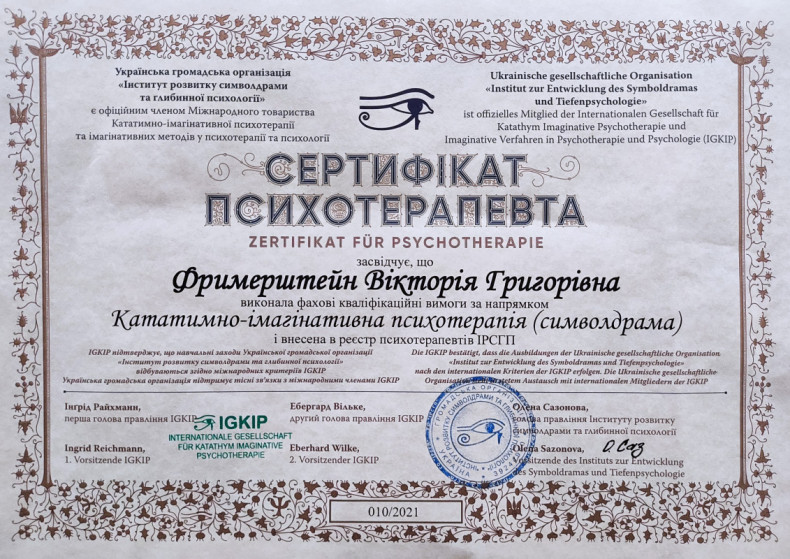 Українська громадська організація
«Інститут розвитку символдрами
та глибинної психології»
є офіційним членом Міжнародного товариства
Кататимно-імагінативної психотерапії
та імагінативних методів у психотерапії та психології
Ukrainische gesellschaftliche Organisation
«Institut zur Entwicklung des Symboldramas
und Tiefenpsychologie»
ist offizielles Mitglied der Internationalen Gesellschaft für
Katathym Imaginative Psychotherapie und
Imaginative Verfahren in Psychotherapie und Psychologie (IGKIP)
СЕРТИФІКАТ
ПСИХОТЕРАПЕВТА
ZERTIFIKAT FÜR PSYCHOTHERAPIE
засвідчує, що
Фримерштейн Вікторія Григорівна
виконала фахові кваліфікаційні вимоги за напрямком
Кататимно-імагінативна психотерапія (символдрама)
і внесена в реєстр психотерапевтів ІРСГП
IGKIP підтверджує, що навчальні заходи Української громадської організації
«Інститут розвитку символдрами та глибинної психології»
відбуваються згідно міжнародних критеріїв IGKIP
Українська громадська організація підтримує тісні зв'язки з міжнародними членами IGKIP
Die IGKIP bestätigt, dass die Ausbildungen der Ukrainische gesellschaftliche Organisation
«Institut zur Entwicklung des Symboldramas und Tiefenpsychologie»
nach den internationalen Kriterien der IGKIP erfolgen. Die Ukrainische gesellschaftliche
Organisation Austausch mit internationalen Mitgliedern der IGKIP
Інґрід Райхманн,
перша голова правління IGKIP
Ingrid Reichmann,
1. Vorsitzende IGKIP
IGKIP
INTERNATIONALE GESELLSCHAFT
FÜR KATATHYM IMAGINATIVE
PSYCHOTHERAPIE
Ебергард Вільке,
другий голова правління IGKIP
Eberhard Wilke,
2. Vorsitzender IGKIP
Олена Сазонова,
голова правління Інституту розвитку
символдрами та глибинної психології
Olena Sazonova,
Vorsitzende des Instituts zur Entwicklung
des Symboldramas und Tiefenpsychologie
010/2021